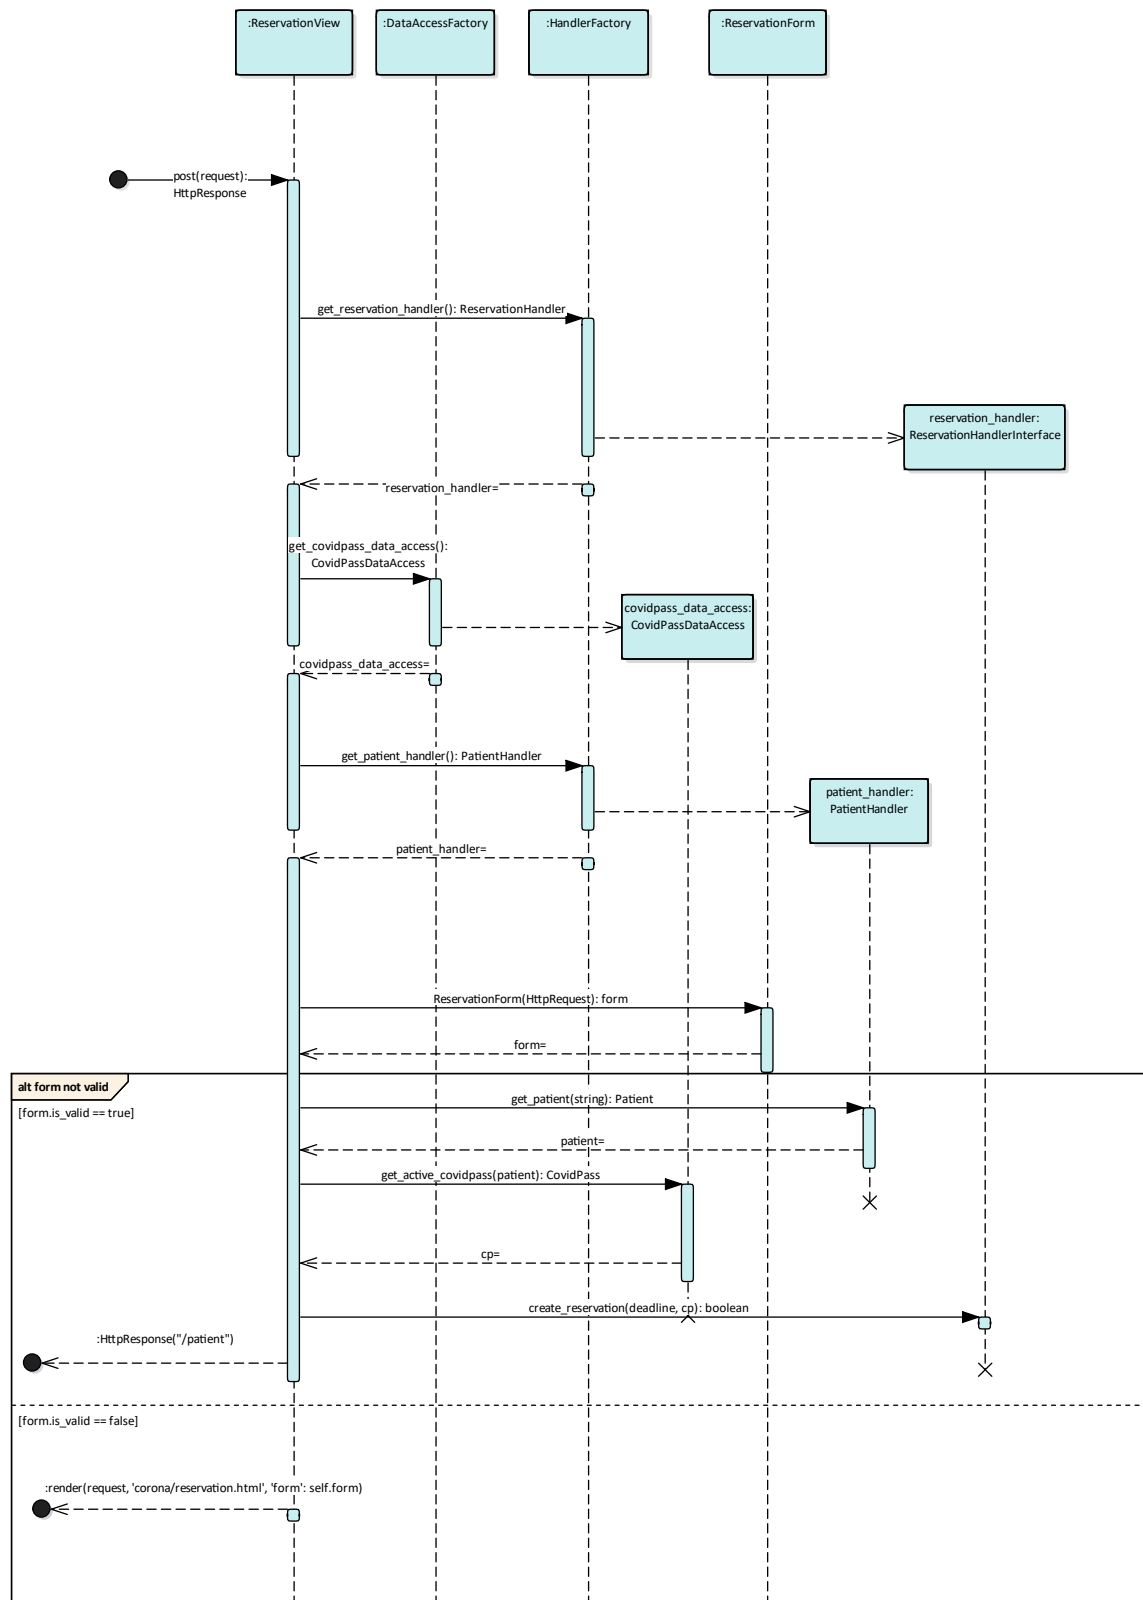 :ReservationView
:DataAccessFactory
:HandlerFactory
:ReservationForm
post(request):
HttpResponse
get_reservation_handler(): ReservationHandler
reservation_handler:
ReservationHandlerInterface
reservation_handler=
get_covidpass_data_access():
CovidPassDataAccess
covidpass_data_access:
CovidPassDataAccess
covidpass_data_access=
get_patient_handler(): PatientHandler
patient_handler:
PatientHandler
patient_handler=
ReservationForm(HttpRequest): form
form=
alt form not valid
[form.is_valid == true]
get_patient(string): Patient
patient=
get_active_covidpass(patient): CovidPass
cp=
create_reservation(deadline, cp): boolean
:HttpResponse("/patient")
[form.is_valid == false]
:render(request, 'corona/reservation.html', 'form': self.form)